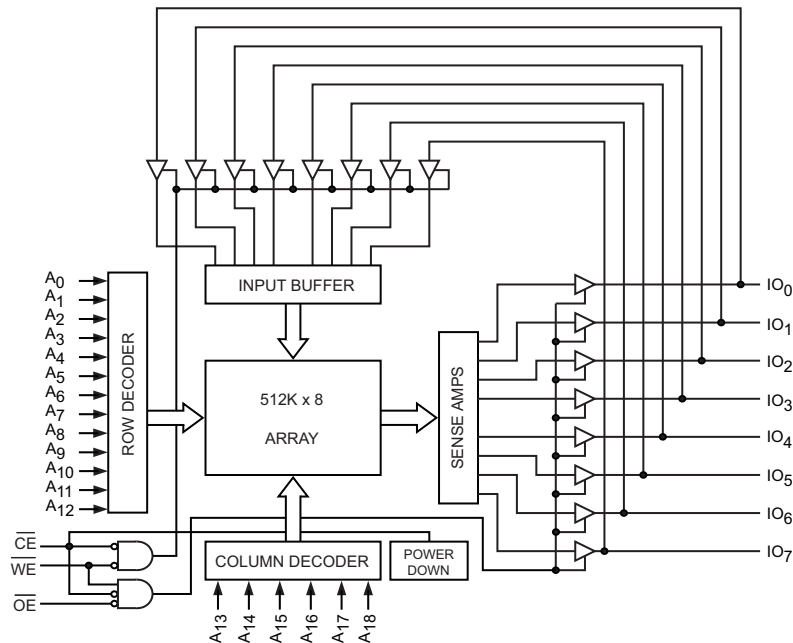 INPUT BUFFER
A0
A1
A2
A3
A4
A5
A6
A7
A8
A9
A10
A11
A12
ROW DECODER
512K x 8
ARRAY
SENSE AMPS
IO0
IO1
IO2
IO3
IO4
IO5
IO6
IO7
CE
WE
OE
COLUMN DECODER
POWER
DOWN
A13
A14
A15
A16
A17
A18